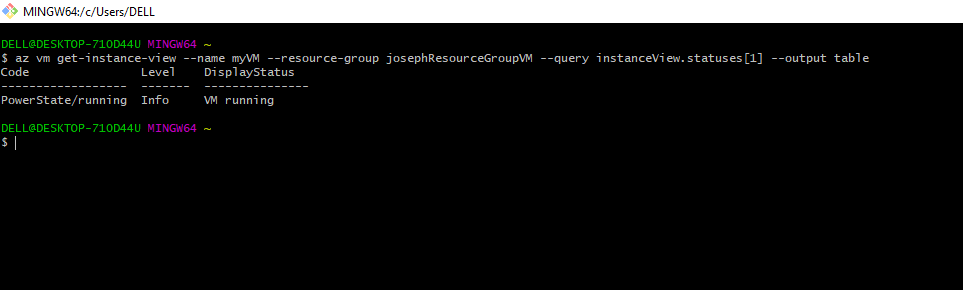 MINGW64:/c/Users/DELL
DELL@DESKTOP-710D44U MINGW64 ~
$ az vm get-instance-view --name myVM --resource-group josephResourceGroupVM --query instanceView.statuses[1] --output table
Code                Level    DisplayStatus
------------------  -------  ---------------
PowerState/running  Info     VM running
DELL@DESKTOP-710D44U MINGW64 ~
$